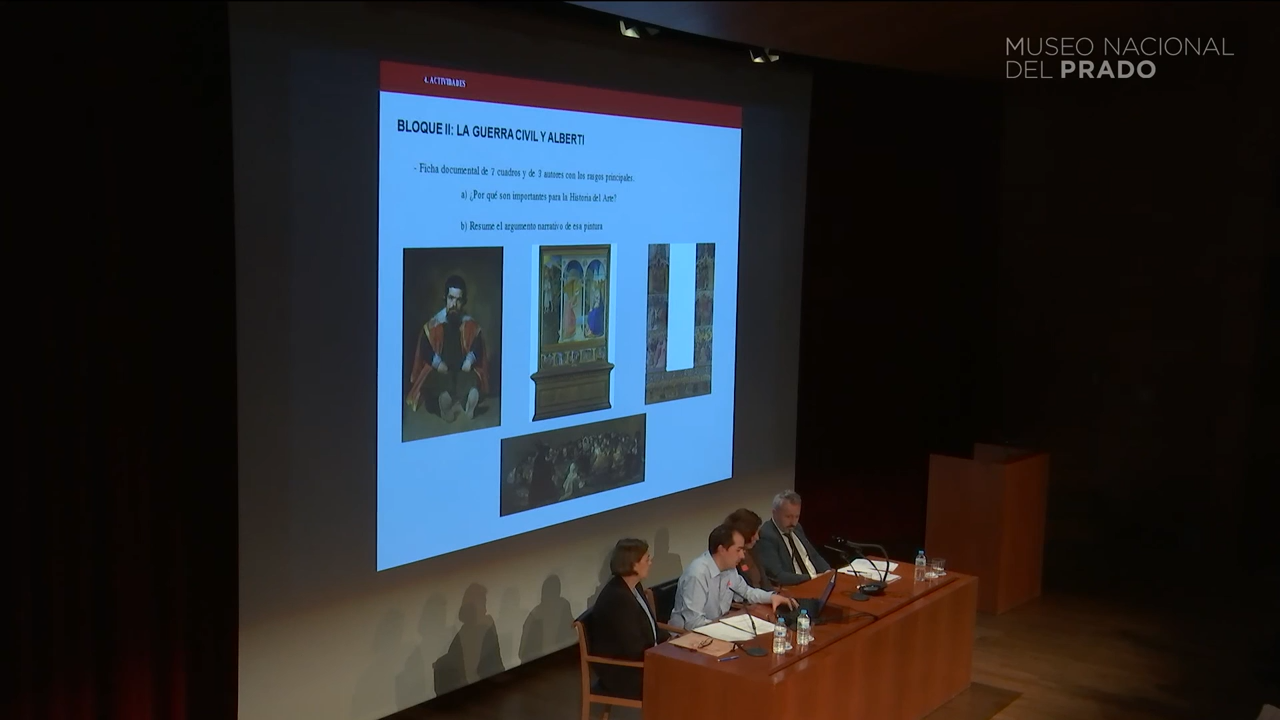 MUSEO NACIONAL
DEL PRADO
4. ACTIVIDADES
BLOQUE II: LA GUERRA CIVIL Y ALBERTI
- Ficha documental de 7 cuadros y de 3 autores con los rasgos principales.
a) ¿Por qué son importantes para la Historia del Arte?
b) Resume el argumento narrativo de esa pintura